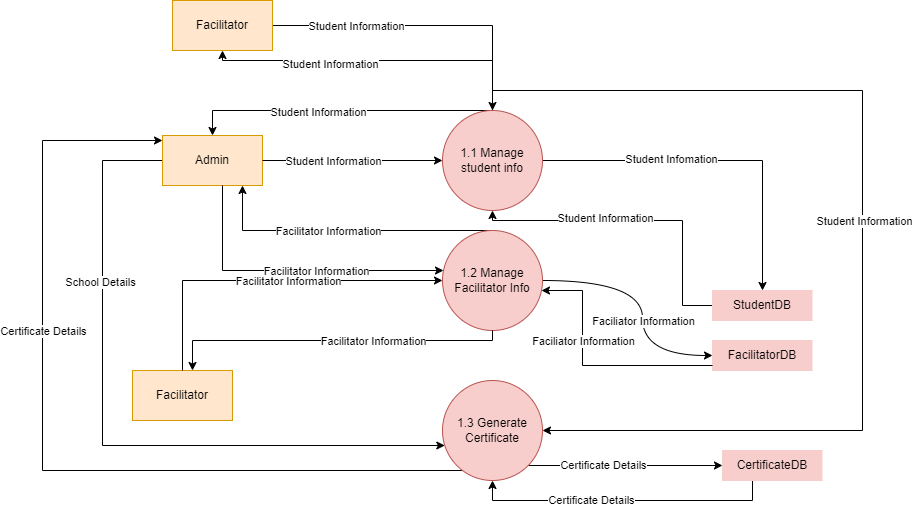 Facilitator
Student Information
Student Information
Student Information
1.1 Manage
student info
Admin
Student Information
Student Infomation
Student Information
Student Information
Facilitator Information
Facilitator Information
Facilitator Information
1.2 Manage
Facilitator Info
School Details
StudentDB
Faciliator Information
Certificate Details
Facilitator Information
Faciliator Information
FacilitatorDB
Facilitator
1.3 Generate
Certificate
Certificate Details
CertificateDB
Certificate Details